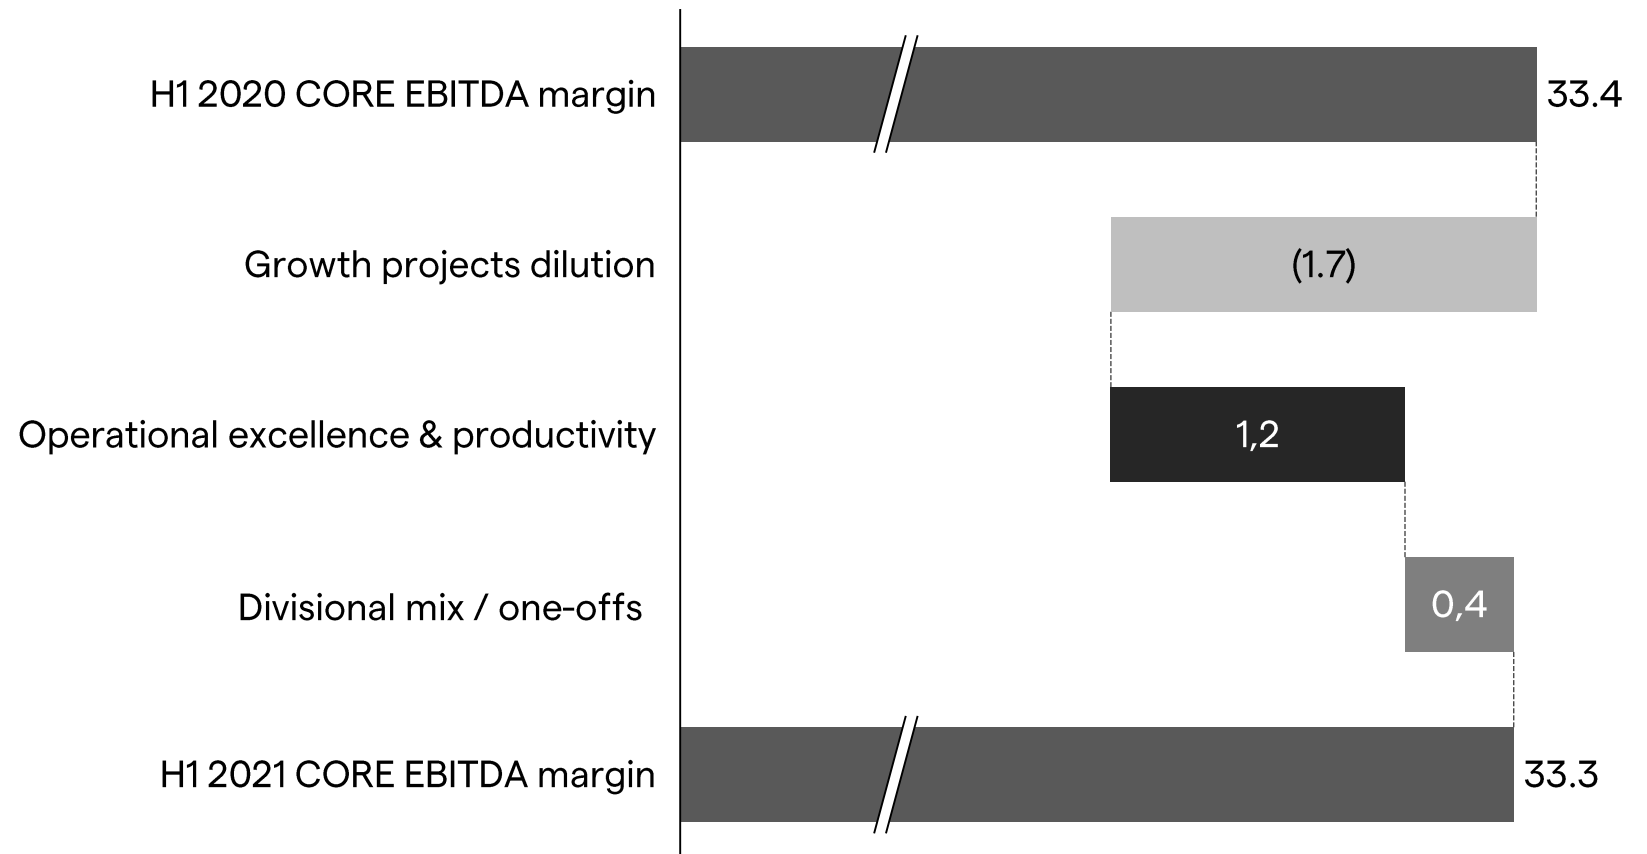 H1 2020 CORE EBITDA margin 33.4
Growth projects dilution (1.7)
Operational excellence & productivity 1,2
Divisional mix / one-offs 0,4
H1 2021 CORE EBITDA margin 33.3